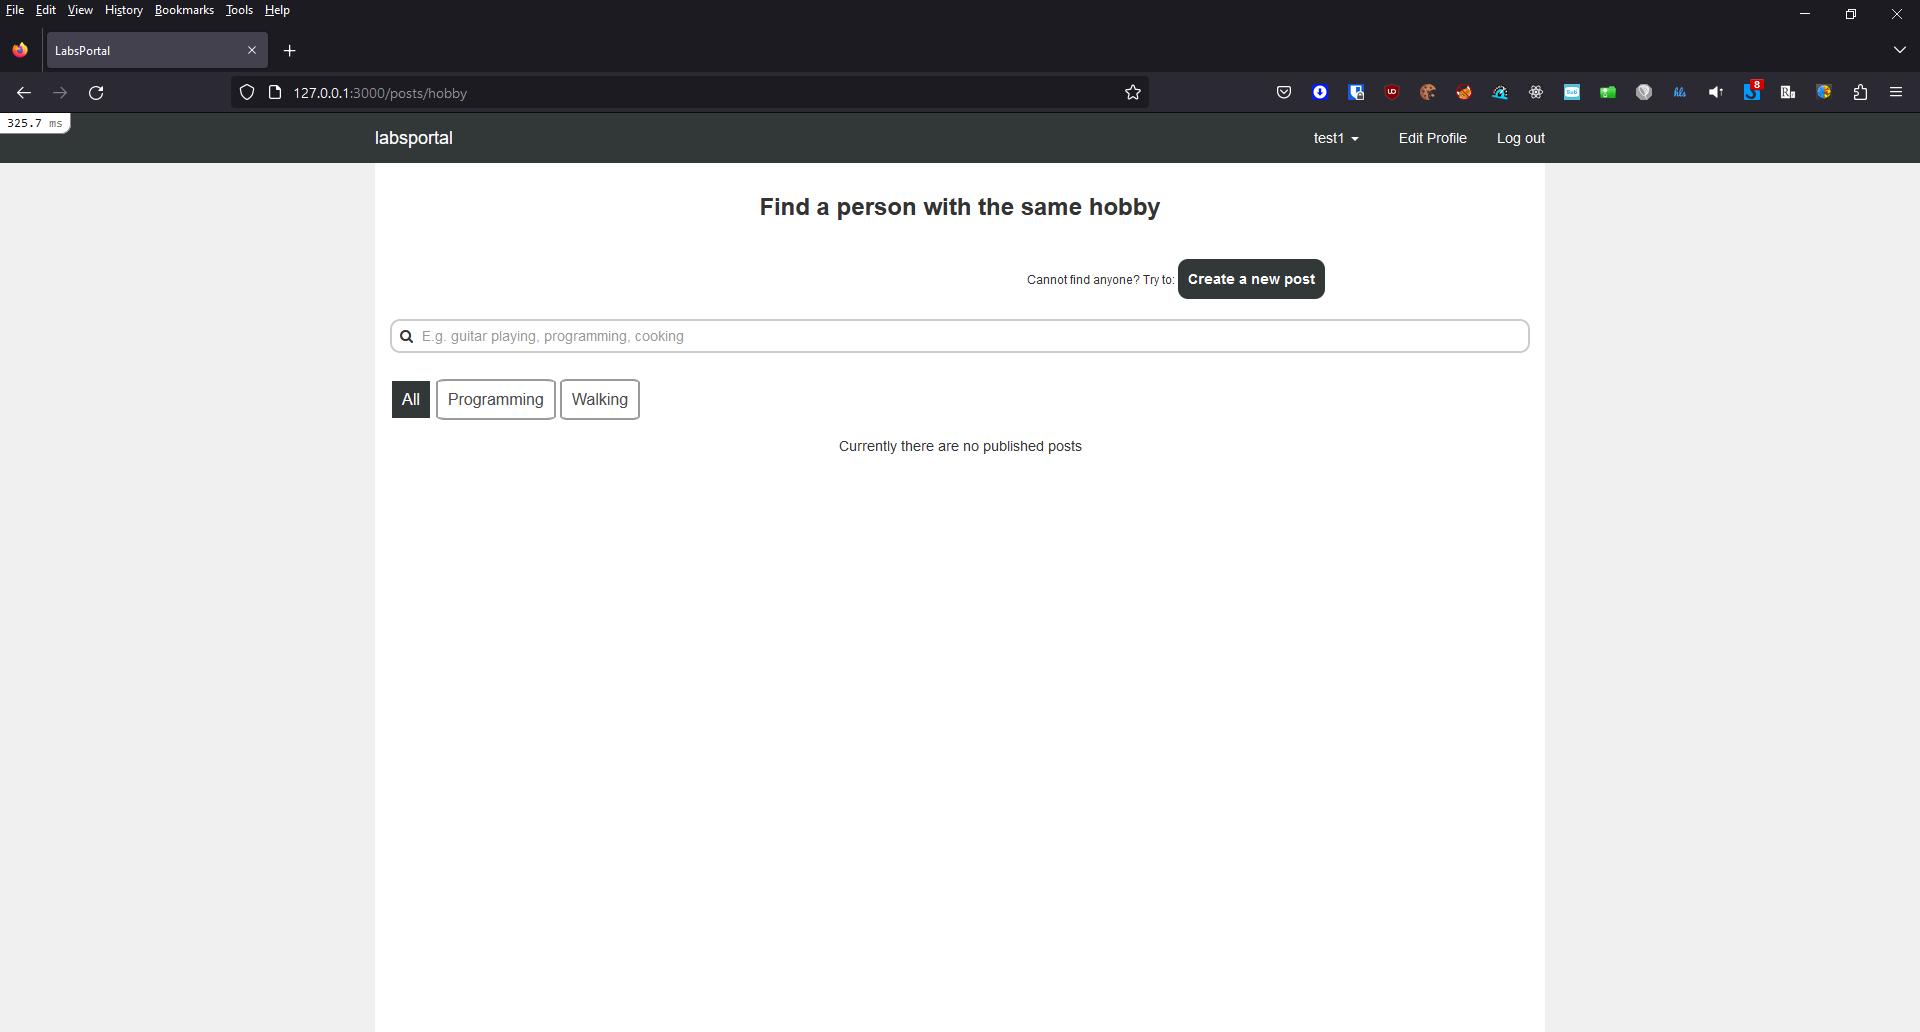 File Edit View History Bookmarks Tools Help
LabsPortal
127.0.0.1:3000/posts/hobby
8
325.7 ms
labsportal
test1
Edit Profile
Log out
Find a person with the same hobby
Cannot find anyone? Try to: Create a new post
E.g. guitar playing, programming, cooking
All
Programming
Walking
Currently there are no published posts